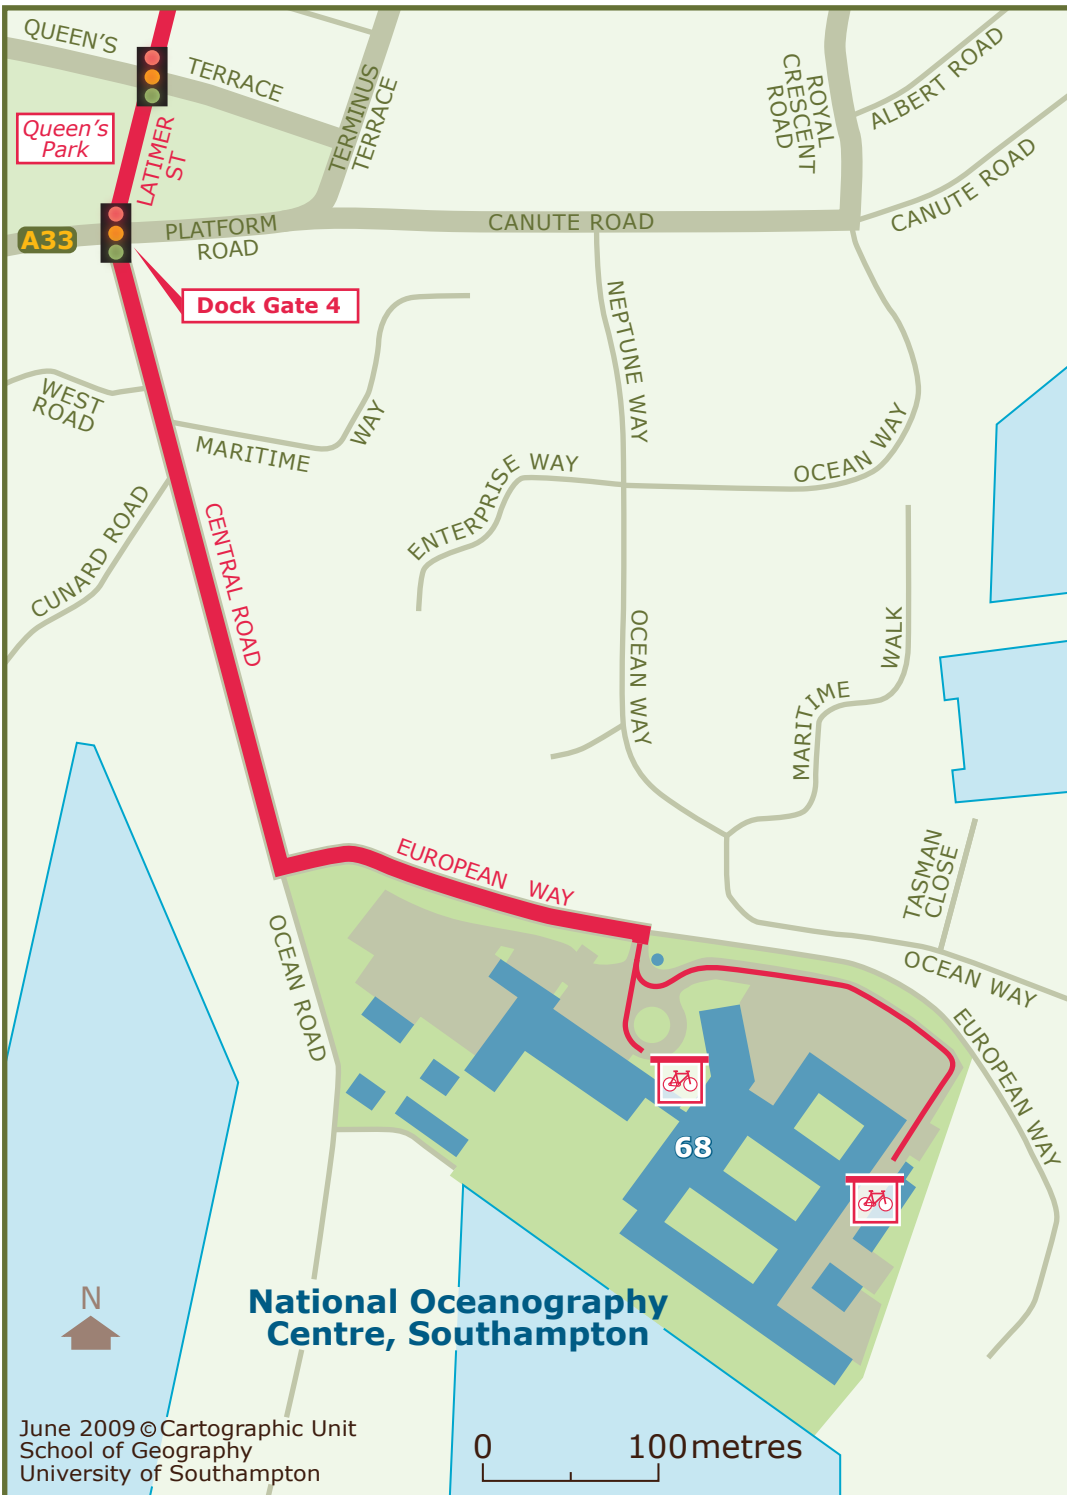 QUEEN'S
TERRACE
TERMINUS
TERRACE
ROYAL
CRESCENT
ROAD
ALBERT ROAD
CANUTE ROAD
Queen's
Park
LATIMER
ST
A33
PLATFORM
ROAD
CANUTE ROAD
Dock Gate 4
NEPTUNE WAY
WEST
ROAD
MARITIME
WAY
OCEAN WAY
ENTERPRISE WAY
CUNARD ROAD
CENTRAL ROAD
OCEAN WAY
MARITIME
WALK
EUROPEAN WAY
TASMAN
CLOSE
OCEAN ROAD
OCEAN WAY
EUROPEAN WAY
68
N
National Oceanography
Centre, Southampton
June 2009 © Cartographic Unit
School of Geography
University of Southampton
0 100 metres